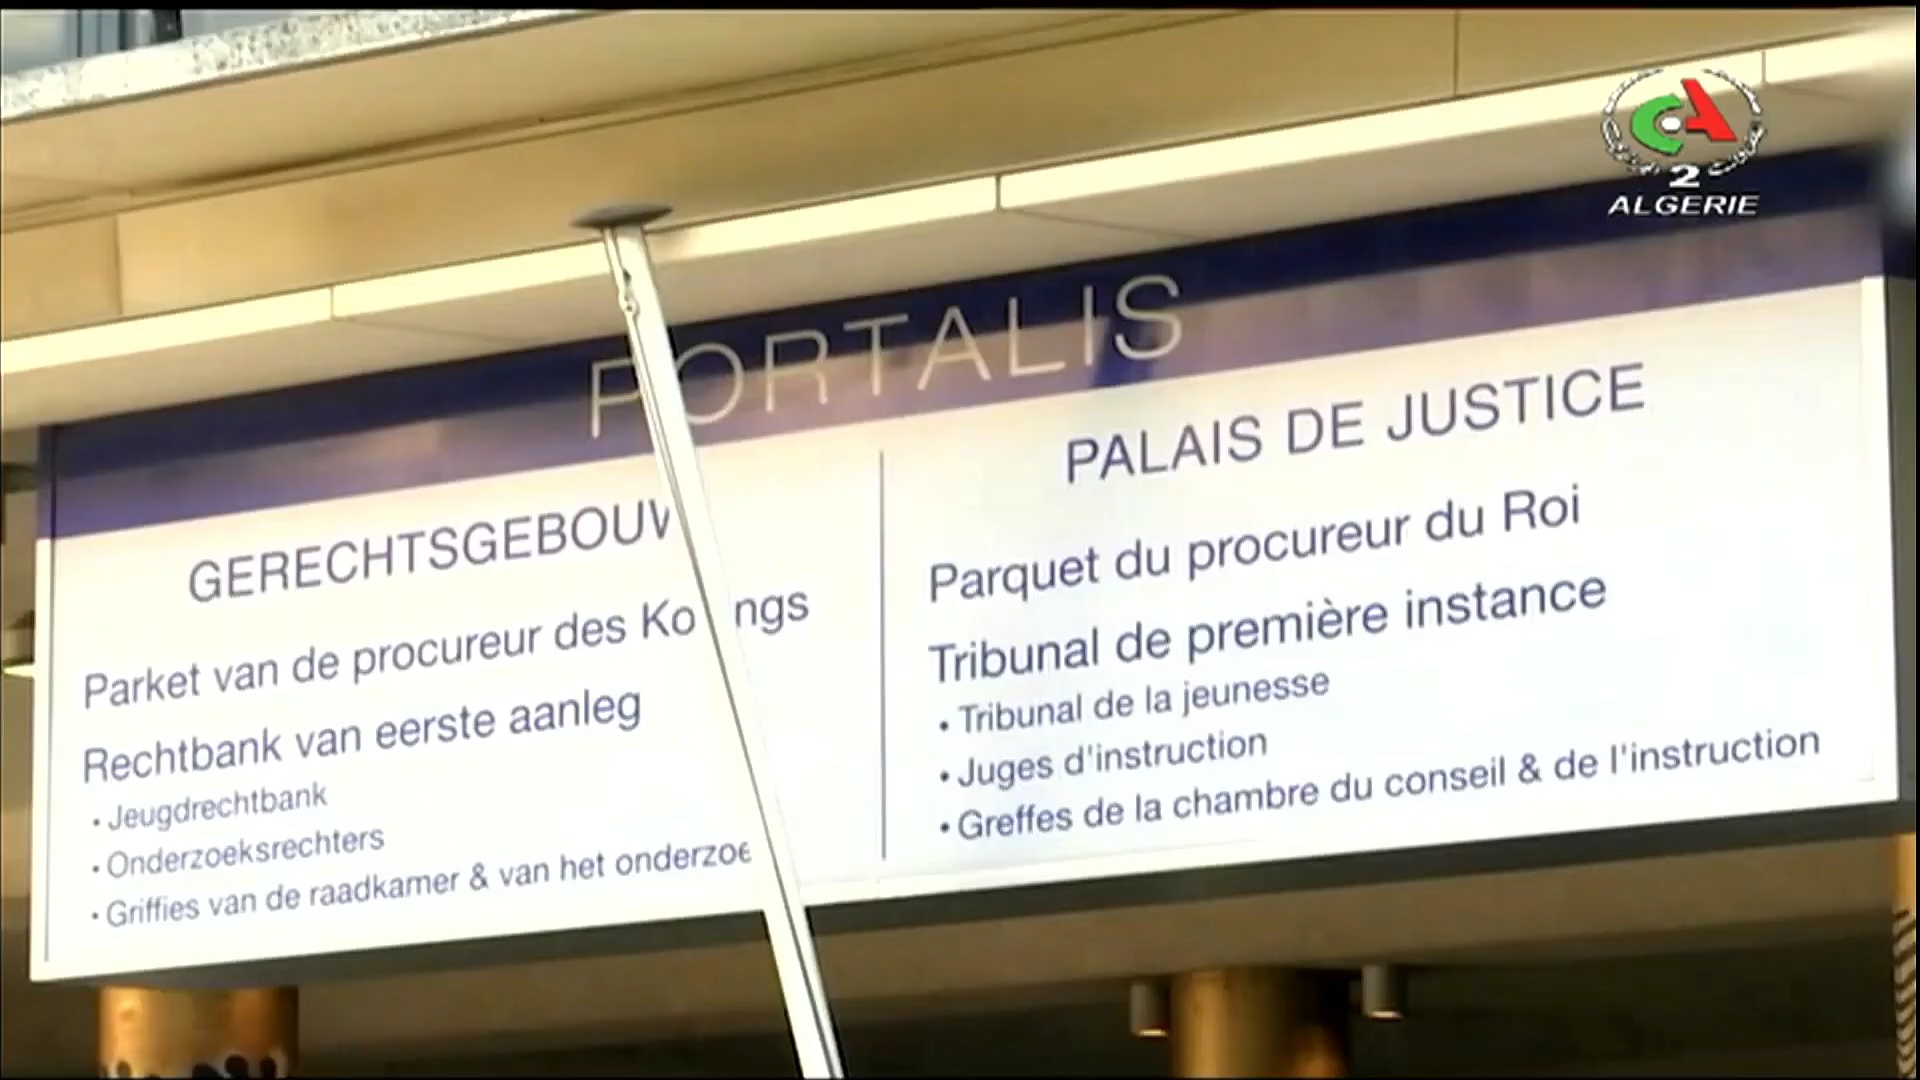 2
ALGERIE
PORTALIS
GERECHTSGEBOUW
Parket van de procureur des Ko ngs
Rechtbank van eerste aanleg
• Jeugdrechtbank
• Onderzoeksrechters
• Griffies van de raadkamer & van het onderzoe
PALAIS DE JUSTICE
Parquet du procureur du Roi
Tribunal de première instance
• Tribunal de la jeunesse
• Juges d'instruction
• Greffes de la chambre du conseil & de l'instruction